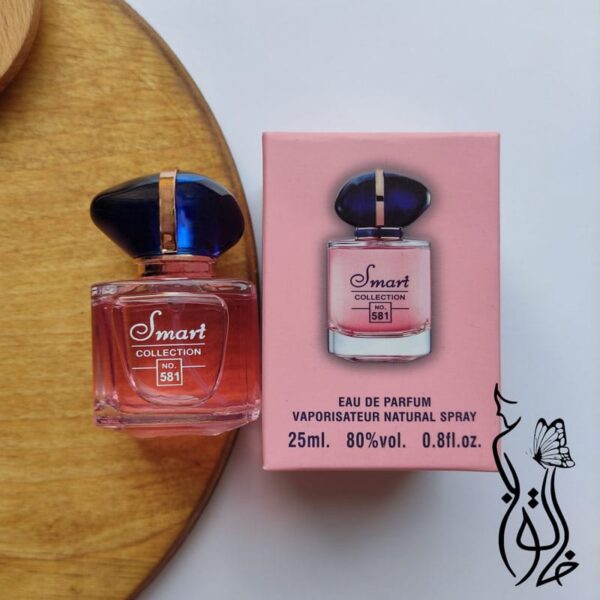 Smart
COLLECTION
NO.
581
Smart
COLLECTION
NO.
581
EAU DE PARFUM
VAPORISATEUR NATURAL SPRAY
25ml. 80%vol. 0.8fl.oz.